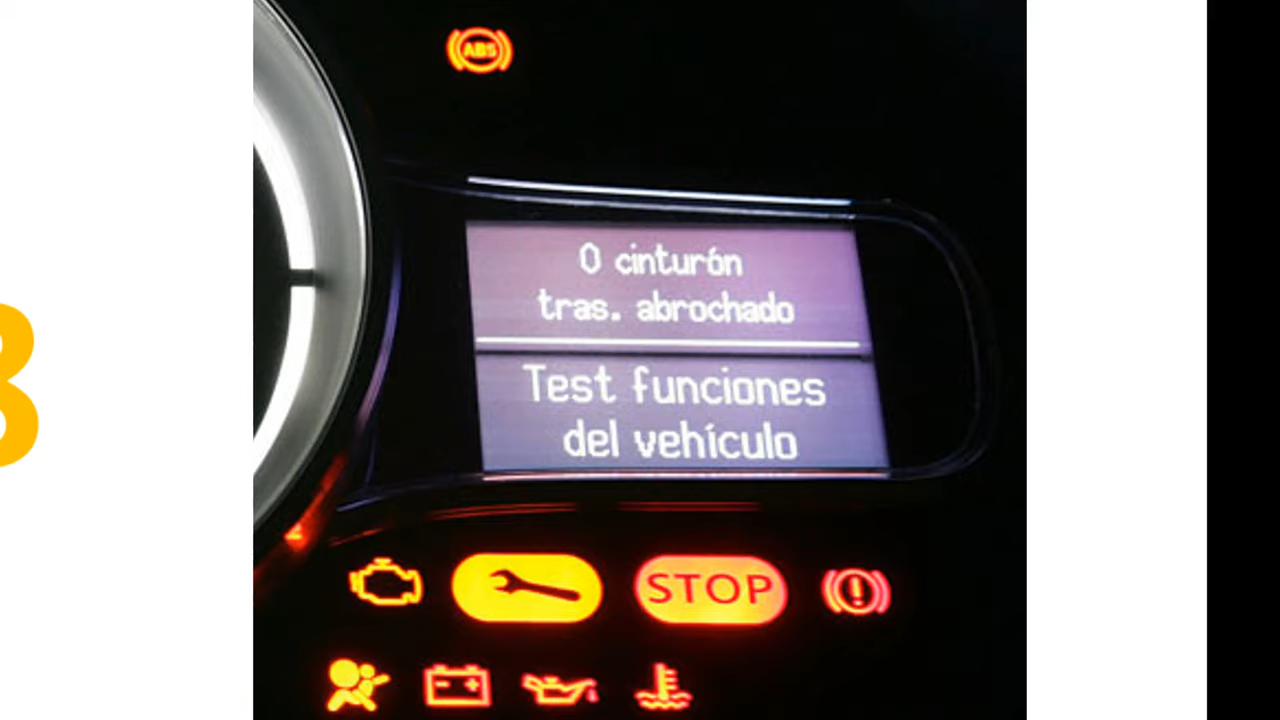 ABS
0 cinturón
tras. abrochado
Test funciones
del vehículo
STOP